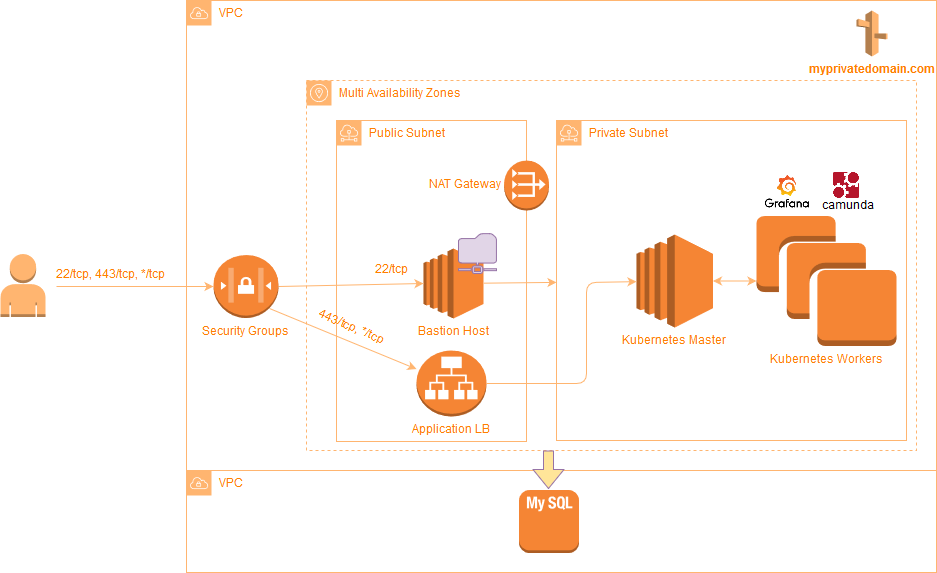 VPC
myprivatedomain.com
Multi Availability Zones
Public Subnet
Private Subnet
NAT Gateway
Grafana
camunda
22/tcp, 443/tcp, */tcp
22/tcp
Security Groups
443/tcp, */tcp
Bastion Host
Kubernetes Master
Kubernetes Workers
Application LB
VPC
My SQL